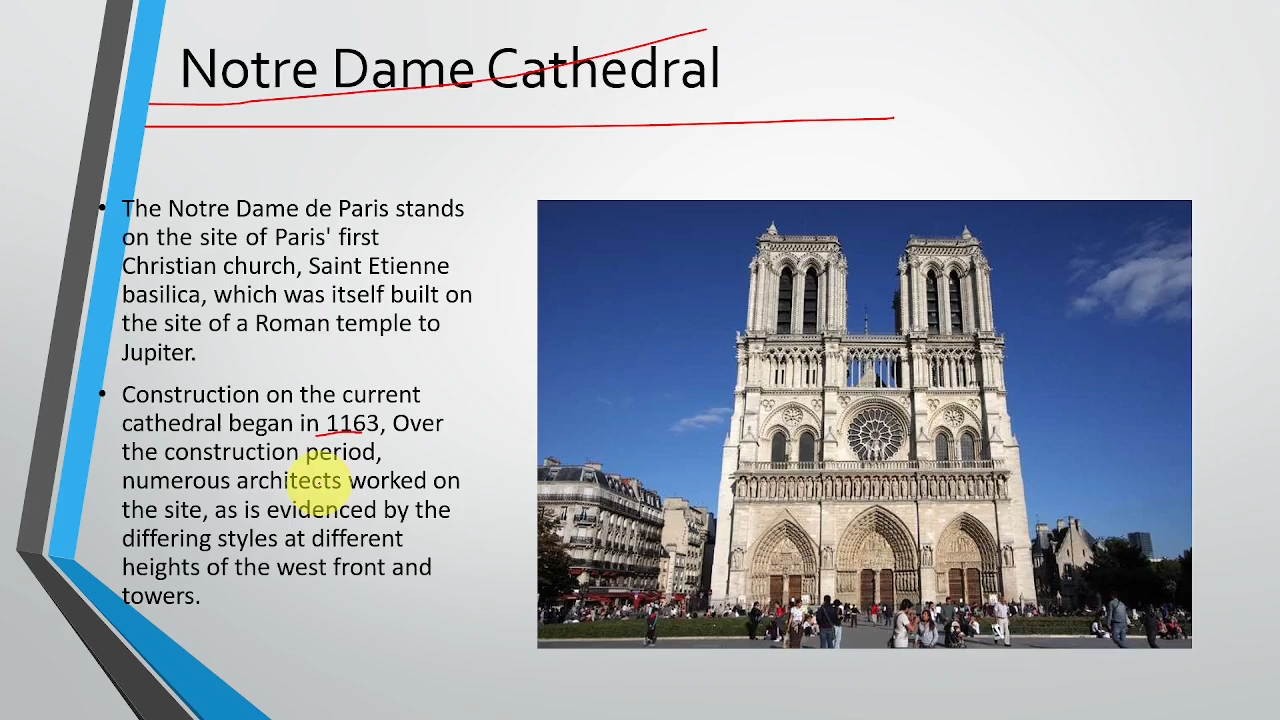 Notre Dame Cathedral
• The Notre Dame de Paris stands
on the site of Paris' first
Christian church, Saint Etienne
basilica, which was itself built on
the site of a Roman temple to
Jupiter.
• Construction on the current
cathedral began in 1163, Over
the construction period,
numerous architects worked on
the site, as is evidenced by the
differing styles at different
heights of the west front and
towers.